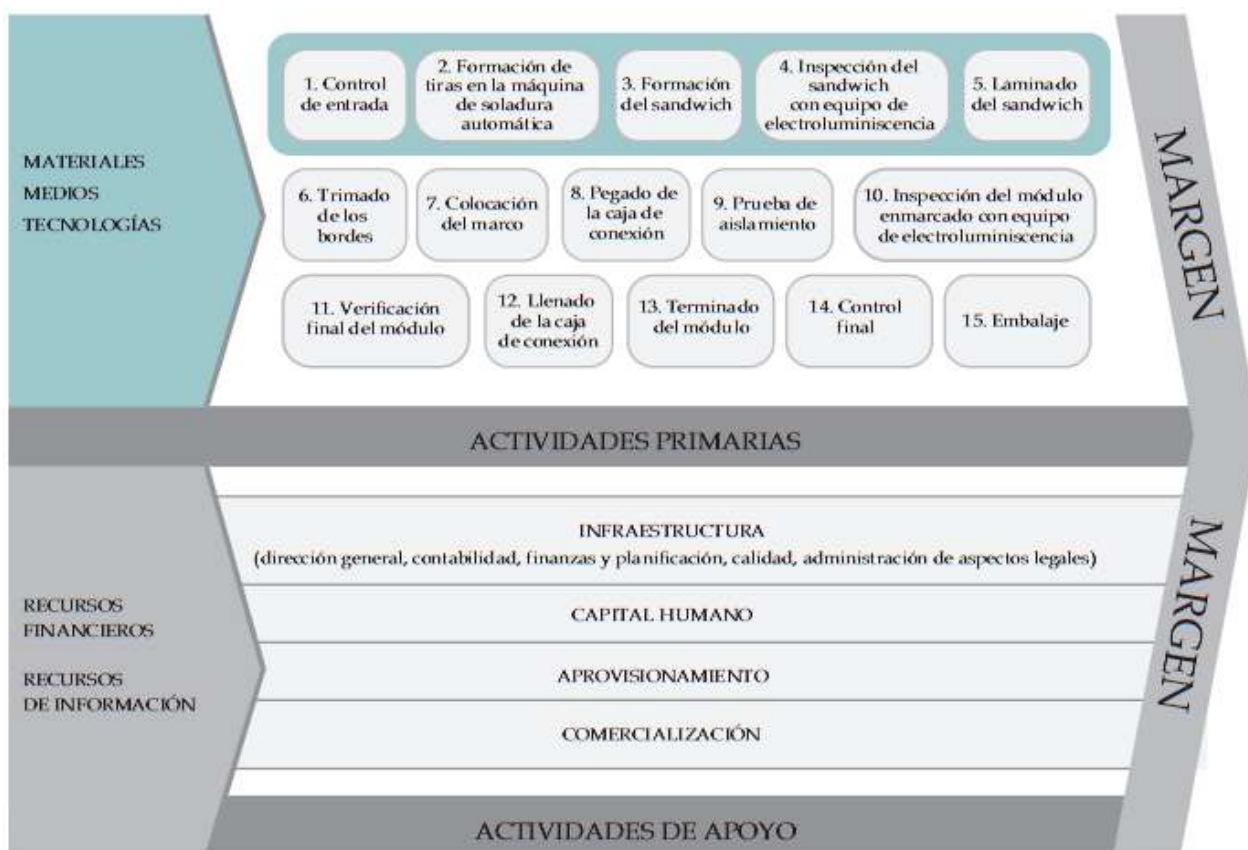 1. Control
de entrada
2. Formación de
tiras en la máquina
de soladura
automática
3. Formación
del sandwich
4. Inspección del
sandwich
con equipo de
electroluminiscencia
5. Laminado
del sandwich
MATERIALES
MEDIOS
TECNOLOGÍAS
6. Trimado
de los
bordes
7. Colocación
del marco
8. Pegado de
la caja de
conexión
9. Prueba de
aislamiento
10. Inspección del módulo
enmarcado con equipo
de electroluminiscencia
11. Verificación
final del módulo
12. Llenado
de la caja
de conexión
13. Terminado
del módulo
14. Control
final
15. Embalaje
MARGEN
ACTIVIDADES PRIMARIAS
RECURSOS
FINANCIEROS
RECURSOS
DE INFORMACIÓN
INFRAESTRUCTURA
(dirección general, contabilidad, finanzas y planificación, calidad, administración de aspectos legales)
CAPITAL HUMANO
APROVISIONAMIENTO
COMERCIALIZACIÓN
MARGEN
ACTIVIDADES DE APOYO